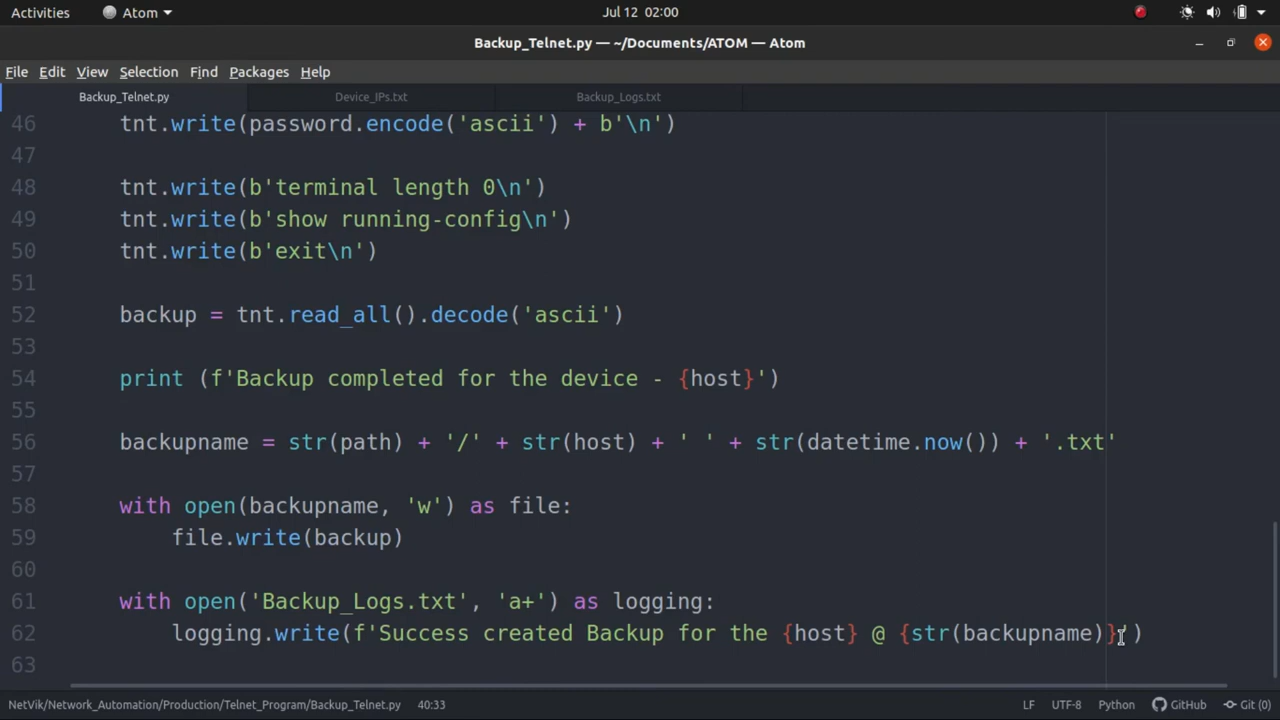 Activities Atom Jul 12 02:00
Backup_Telnet.py — ~/Documents/ATOM — Atom
File Edit View Selection Find Packages Help
Backup_Telnet.py Device_IPs.txt Backup_Logs.txt
46 tnt.write(password.encode('ascii') + b'\n')
47
48 tnt.write(b'terminal length 0\n')
49 tnt.write(b'show running-config\n')
50 tnt.write(b'exit\n')
51
52 backup = tnt.read_all().decode('ascii')
53
54 print (f'Backup completed for the device - {host}')
55
56 backupname = str(path) + '/' + str(host) + ' ' + str(datetime.now()) + '.txt'
57
58 with open(backupname, 'w') as file:
59 file.write(backup)
60
61 with open('Backup_Logs.txt', 'a+') as logging:
62 logging.write(f'Success created Backup for the {host} @ {str(backupname)}')
63
NetVik/Network_Automation/Production/Telnet_Program/Backup_Telnet.py 40:33 LF UTF-8 Python GitHub Git (0)